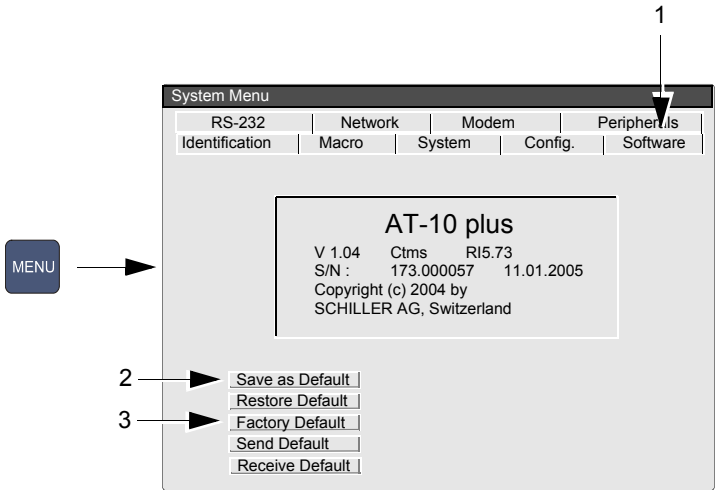 1
System Menu
RS-232 Network Modem Peripherals
Identification Macro System Config. Software
AT-10 plus
V 1.04 Ctms RI5.73
S/N : 173.000057 11.01.2005
Copyright (c) 2004 by
SCHILLER AG, Switzerland
MENU
2 Save as Default
Restore Default
3 Factory Default
Send Default
Receive Default